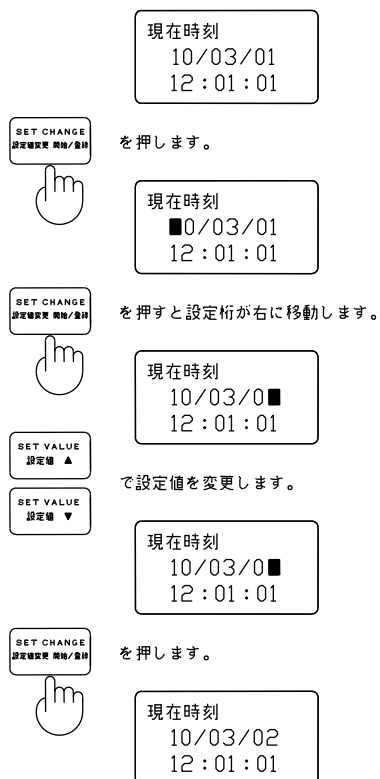 現在時刻
10/03/01
12:01:01
SET CHANGE
設定値変更 開始/登録
を押します。
現在時刻
■0/03/01
12:01:01
SET CHANGE
設定値変更 開始/登録
を押すと設定桁が右に移動します。
現在時刻
10/03/0■
12:01:01
SET VALUE
設定値 ▲
SET VALUE
設定値 ▼
で設定値を変更します。
現在時刻
10/03/0■
12:01:01
SET CHANGE
設定値変更 開始/登録
を押します。
現在時刻
10/03/02
12:01:01